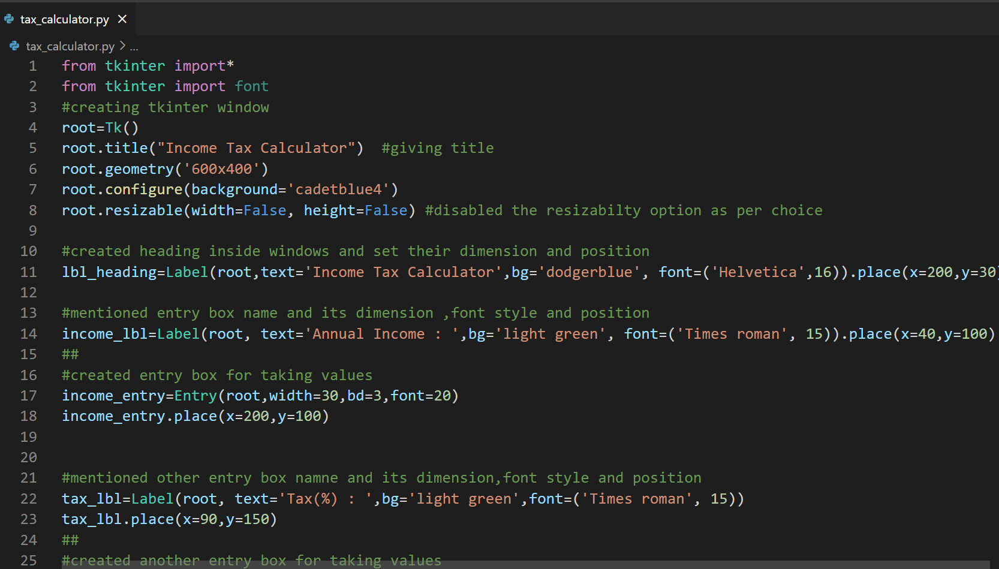 tax_calculator.py ×
tax_calculator.py > ...
1 from tkinter import*
2 from tkinter import font
3 #creating tkinter window
4 root=Tk()
5 root.title("Income Tax Calculator")  #giving title
6 root.geometry('600x400')
7 root.configure(background='cadetblue4')
8 root.resizable(width=False, height=False) #disabled the resizabilty option as per choice
9
10 #created heading inside windows and set their dimension and position
11 lbl_heading=Label(root,text='Income Tax Calculator',bg='dodgerblue', font=('Helvetica',16)).place(x=200,y=30)
12
13 #mentioned entry box name and its dimension ,font style and position
14 income_lbl=Label(root, text='Annual Income : ',bg='light green', font=('Times roman', 15)).place(x=40,y=100)
15 ##
16 #created entry box for taking values
17 income_entry=Entry(root,width=30,bd=3,font=20)
18 income_entry.place(x=200,y=100)
19
20
21 #mentioned other entry box namne and its dimension,font style and position
22 tax_lbl=Label(root, text='Tax(%) : ',bg='light green',font=('Times roman', 15))
23 tax_lbl.place(x=90,y=150)
24 ##
25 #created another entry box for taking values